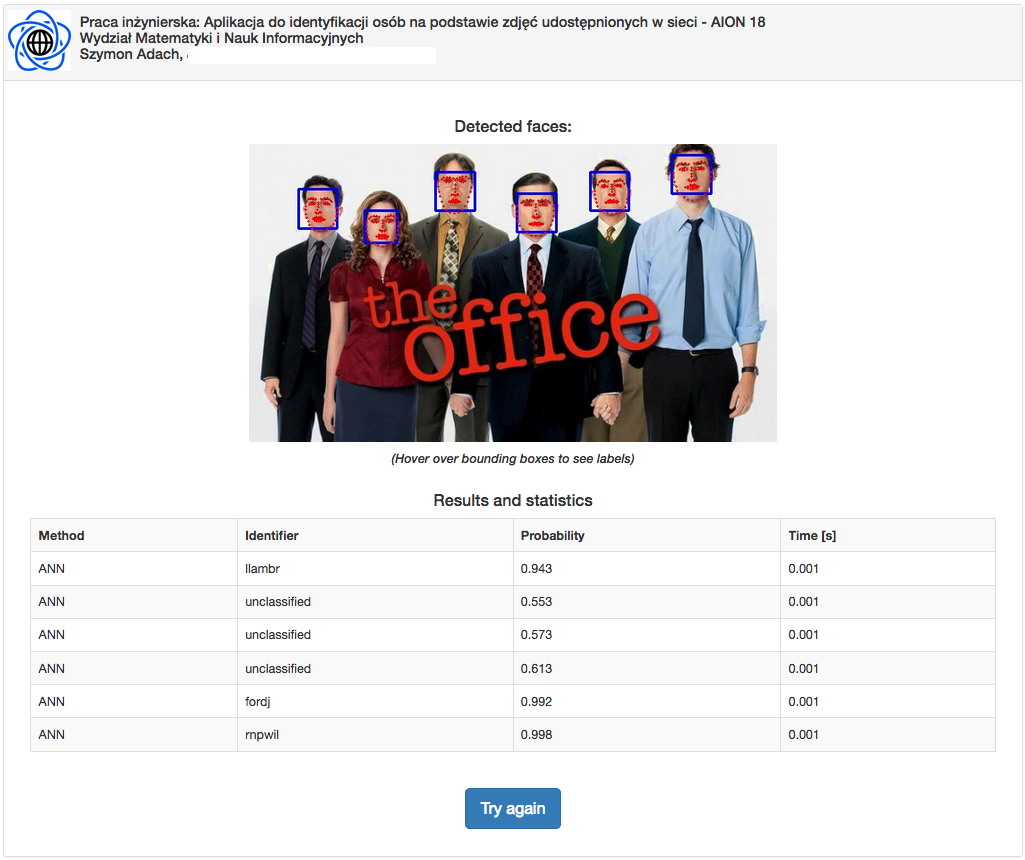 Praca inżynierska: Aplikacja do identyfikacji osób na podstawie zdjęć udostępnionych w sieci - AION 18
Wydział Matematyki i Nauk Informacyjnych
Szymon Adach,
Detected faces:
the
office
(Hover over bounding boxes to see labels)
Results and statistics
Method Identifier Probability Time [s]
ANN llambr 0.943 0.001
ANN unclassified 0.553 0.001
ANN unclassified 0.573 0.001
ANN unclassified 0.613 0.001
ANN fordj 0.992 0.001
ANN rnpwil 0.998 0.001
Try again